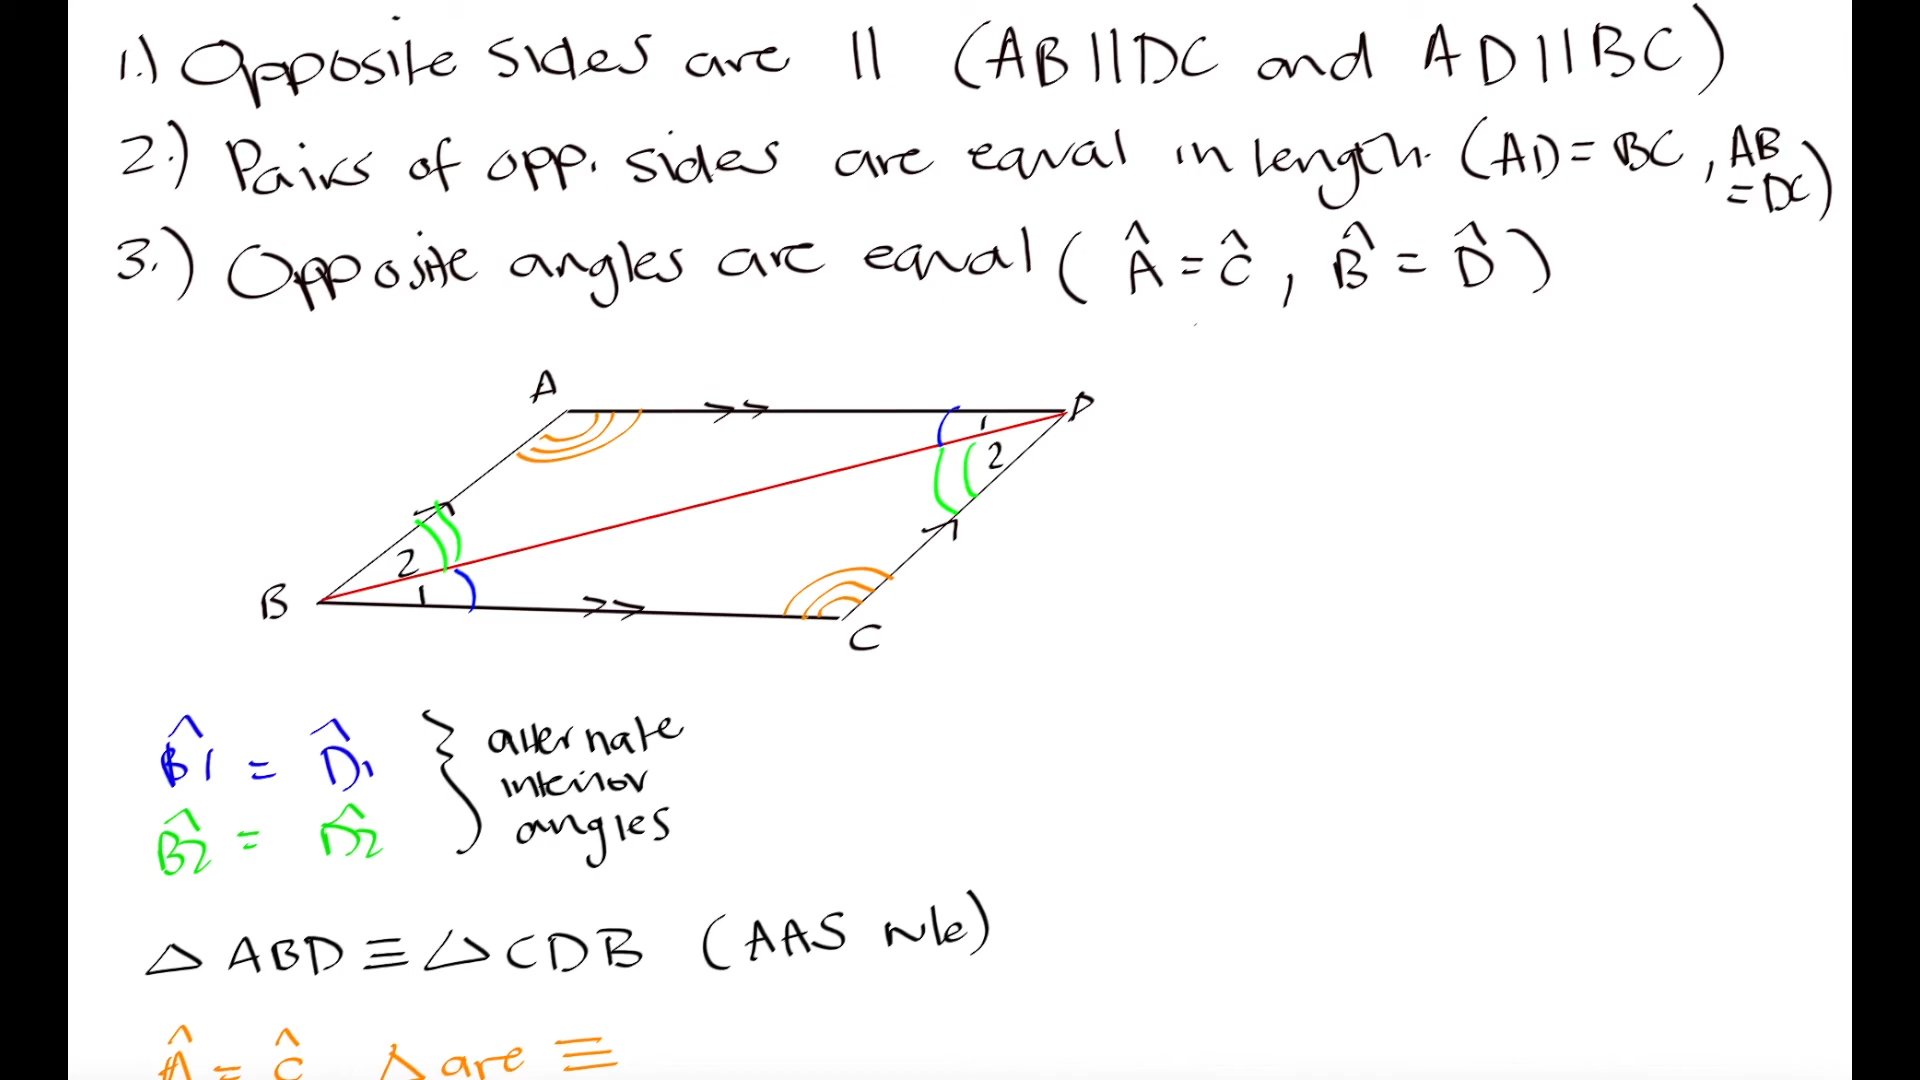 1.) Opposite sides are || (AB||DC and AD||BC)
2.) Pairs of opp. sides are equal in length. (AD = BC, AB = DC)
3.) Opposite angles are equal ( Â = Ĉ, B̂ = D̂ )
A
D
1
2
2
1
B
C
B̂1 = D̂1
B̂2 = D̂2
} alternate
interior
angles
△ ABD ≡ △ CDB (AAS rule)
Â = Ĉ △ are ≡